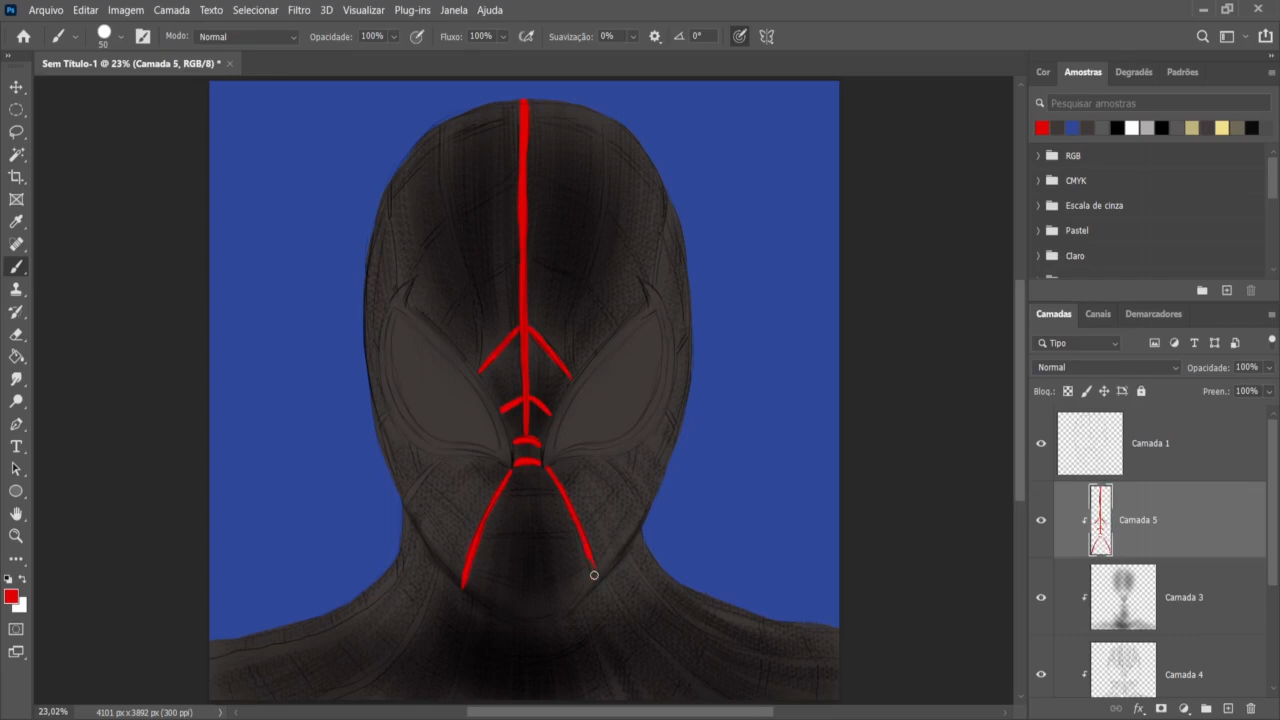 Ps Arquivo Editar Imagem Camada Texto Selecionar Filtro 3D Visualizar Plug-ins Janela Ajuda
50 Modo: Normal Opacidade: 100% Fluxo: 100% Suavização: 0% 0°
Sem Título-1 @ 23% (Camada 5, RGB/8) * ×
Cor Amostras Degradês Padrões
Pesquisar amostras
RGB
CMYK
Escala de cinza
Pastel
Claro
Camadas Canais Demarcadores
Tipo
Normal Opacidade: 100%
Bloq.: Preen.: 100%
Camada 1
Camada 5
Camada 3
Camada 4
23,02% 4101 px x 3892 px (300 ppi)